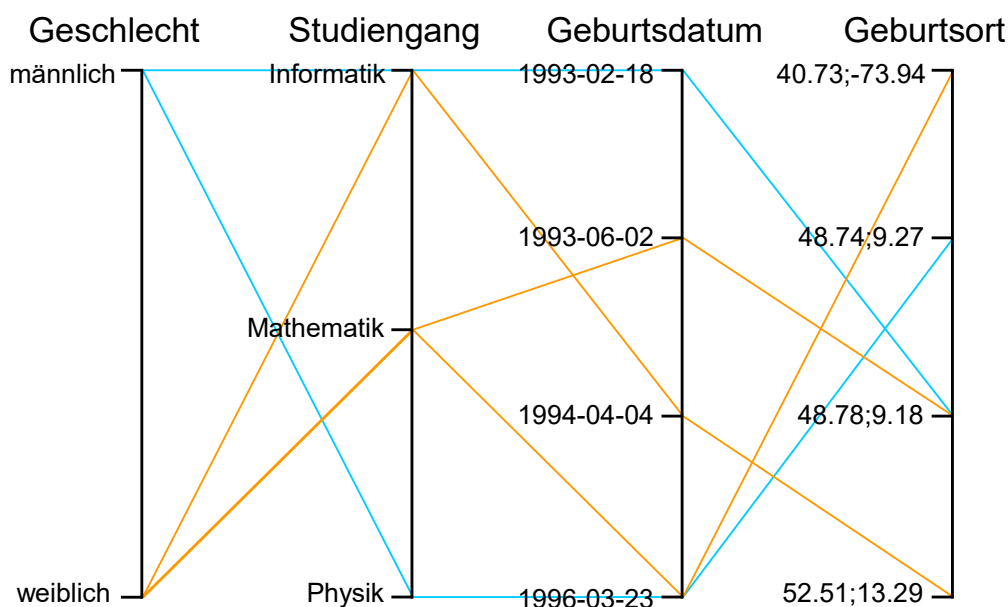 Geschlecht Studiengang Geburtsdatum Geburtsort
männlich Informatik 1993-02-18 40.73;-73.94
1993-06-02 48.74;9.27
Mathematik
1994-04-04 48.78;9.18
weiblich Physik 1996-03-23 52.51;13.29